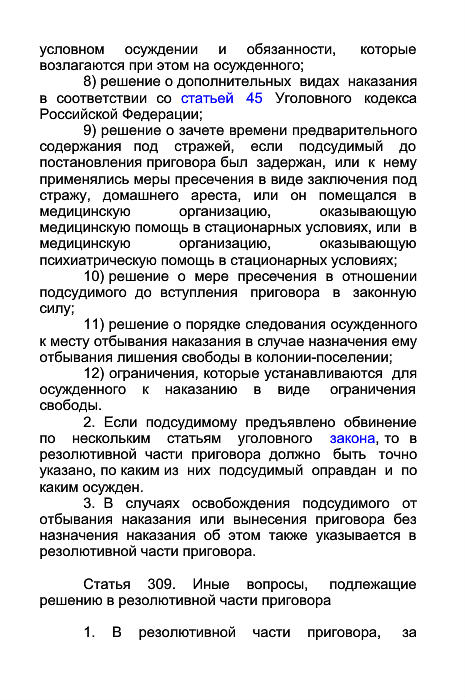 условном осуждении и обязанности, которые
возлагаются при этом на осужденного;
8) решение о дополнительных видах наказания
в соответствии со статьей 45 Уголовного кодекса
Российской Федерации;
9) решение о зачете времени предварительного
содержания под стражей, если подсудимый до
постановления приговора был задержан, или к нему
применялись меры пресечения в виде заключения под
стражу, домашнего ареста, или он помещался в
медицинскую организацию, оказывающую
медицинскую помощь в стационарных условиях, или в
медицинскую организацию, оказывающую
психиатрическую помощь в стационарных условиях;
10) решение о мере пресечения в отношении
подсудимого до вступления приговора в законную
силу;
11) решение о порядке следования осужденного
к месту отбывания наказания в случае назначения ему
отбывания лишения свободы в колонии-поселении;
12) ограничения, которые устанавливаются для
осужденного к наказанию в виде ограничения
свободы.
2. Если подсудимому предъявлено обвинение
по нескольким статьям уголовного закона, то в
резолютивной части приговора должно быть точно
указано, по каким из них подсудимый оправдан и по
каким осужден.
3. В случаях освобождения подсудимого от
отбывания наказания или вынесения приговора без
назначения наказания об этом также указывается в
резолютивной части приговора.
Статья 309. Иные вопросы, подлежащие
решению в резолютивной части приговора
1. В резолютивной части приговора, за